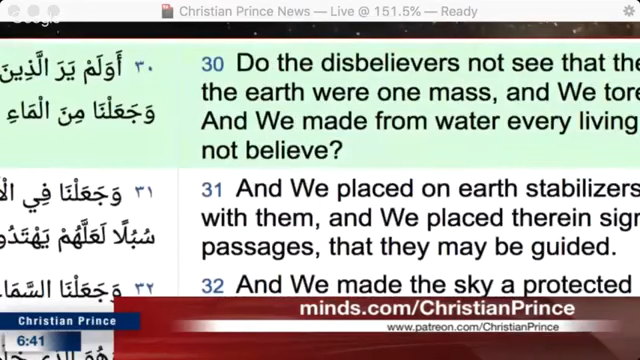 Christian Prince News — Live @ 151.5% — Ready
٣٠ أَوَلَمْ يَرَ الَّذِينَ
وَجَعَلْنَا مِنَ الْمَاءِ
30 Do the disbelievers not see that the
the earth were one mass, and We tore
And We made from water every living
not believe?
٣١ وَجَعَلْنَا فِي
سُبُلًا لَعَلَّهُمْ يَهْتَدُو
31 And We placed on earth stabilizers
with them, and We placed therein sign
passages, that they may be guided.
٣٢ وَجَعَلْنَا السَّمَا
32 And We made the sky a protected
minds.com/ChristianPrince
www.patreon.com/ChristianPrince
Christian Prince
6:41